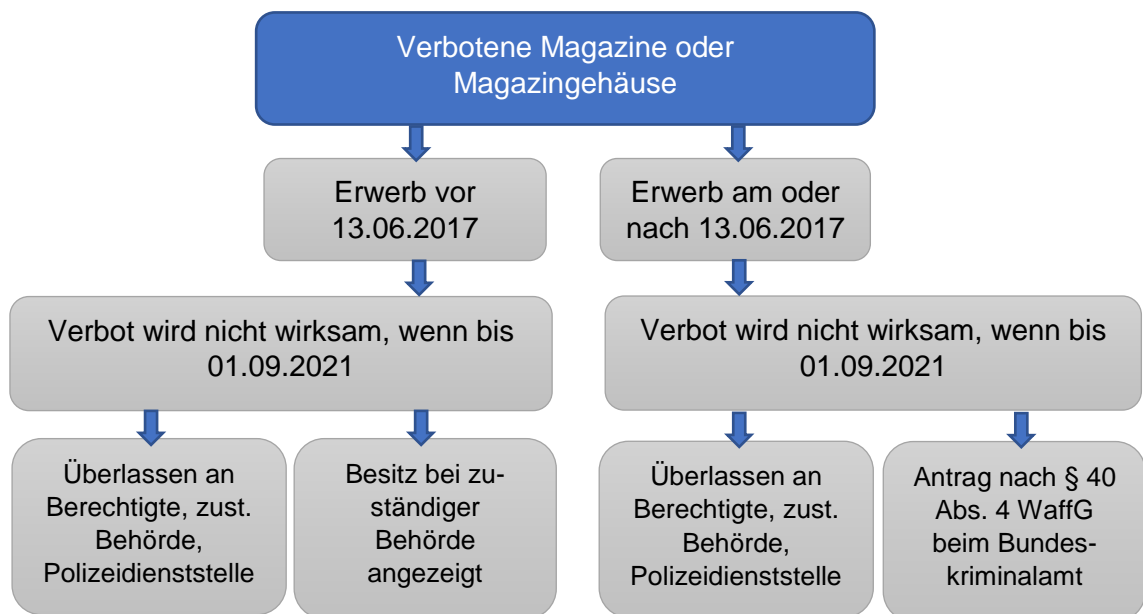 Verbotene Magazine oder
Magazingehäuse
Erwerb vor
13.06.2017
Erwerb am oder
nach 13.06.2017
Verbot wird nicht wirksam, wenn bis
01.09.2021
Verbot wird nicht wirksam, wenn bis
01.09.2021
Überlassen an
Berechtigte, zust.
Behörde,
Polizeidienststelle
Besitz bei zu-
ständiger
Behörde
angezeigt
Überlassen an
Berechtigte, zust.
Behörde,
Polizeidienststelle
Antrag nach § 40
Abs. 4 WaffG
beim Bundes-
kriminalamt